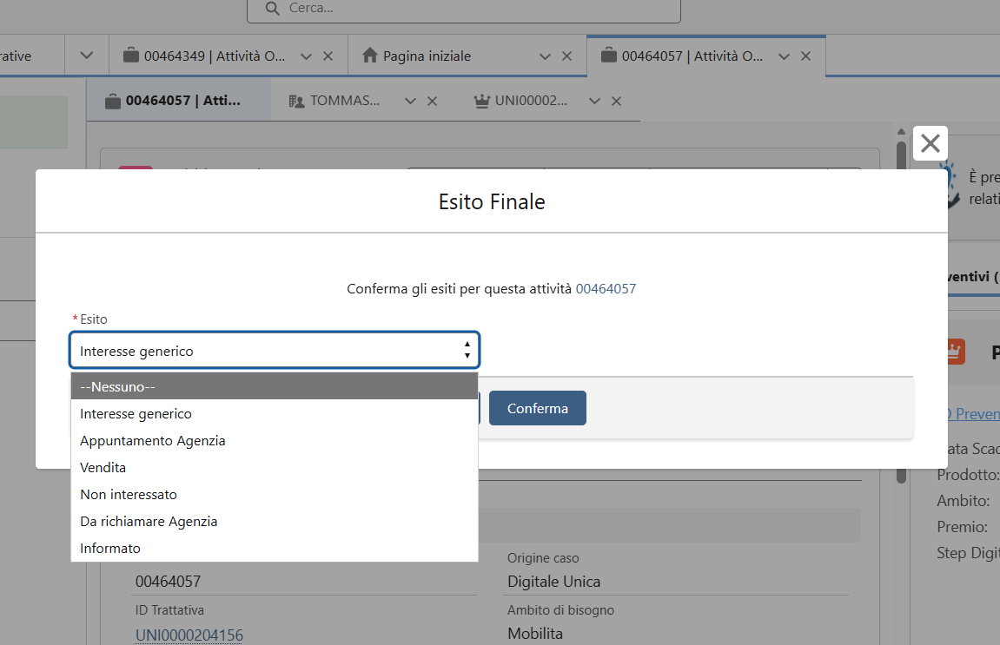 Cerca...
rative
00464349 | Attività O...
Pagina iniziale
00464057 | Attività O...
00464057 | Atti...
TOMMAS...
UNI00002...
È pre
relati
Esito Finale
Conferma gli esiti per questa attività 00464057
*Esito
Interesse generico
--Nessuno--
Interesse generico
Appuntamento Agenzia
Vendita
Non interessato
Da richiamare Agenzia
Informato
Conferma
ventivi (
P
O Preven
ata Scac
Prodotto:
Ambito:
Premio:
Step Digit
00464057
Origine caso
Digitale Unica
ID Trattativa
UNI0000204156
Ambito di bisogno
Mobilita